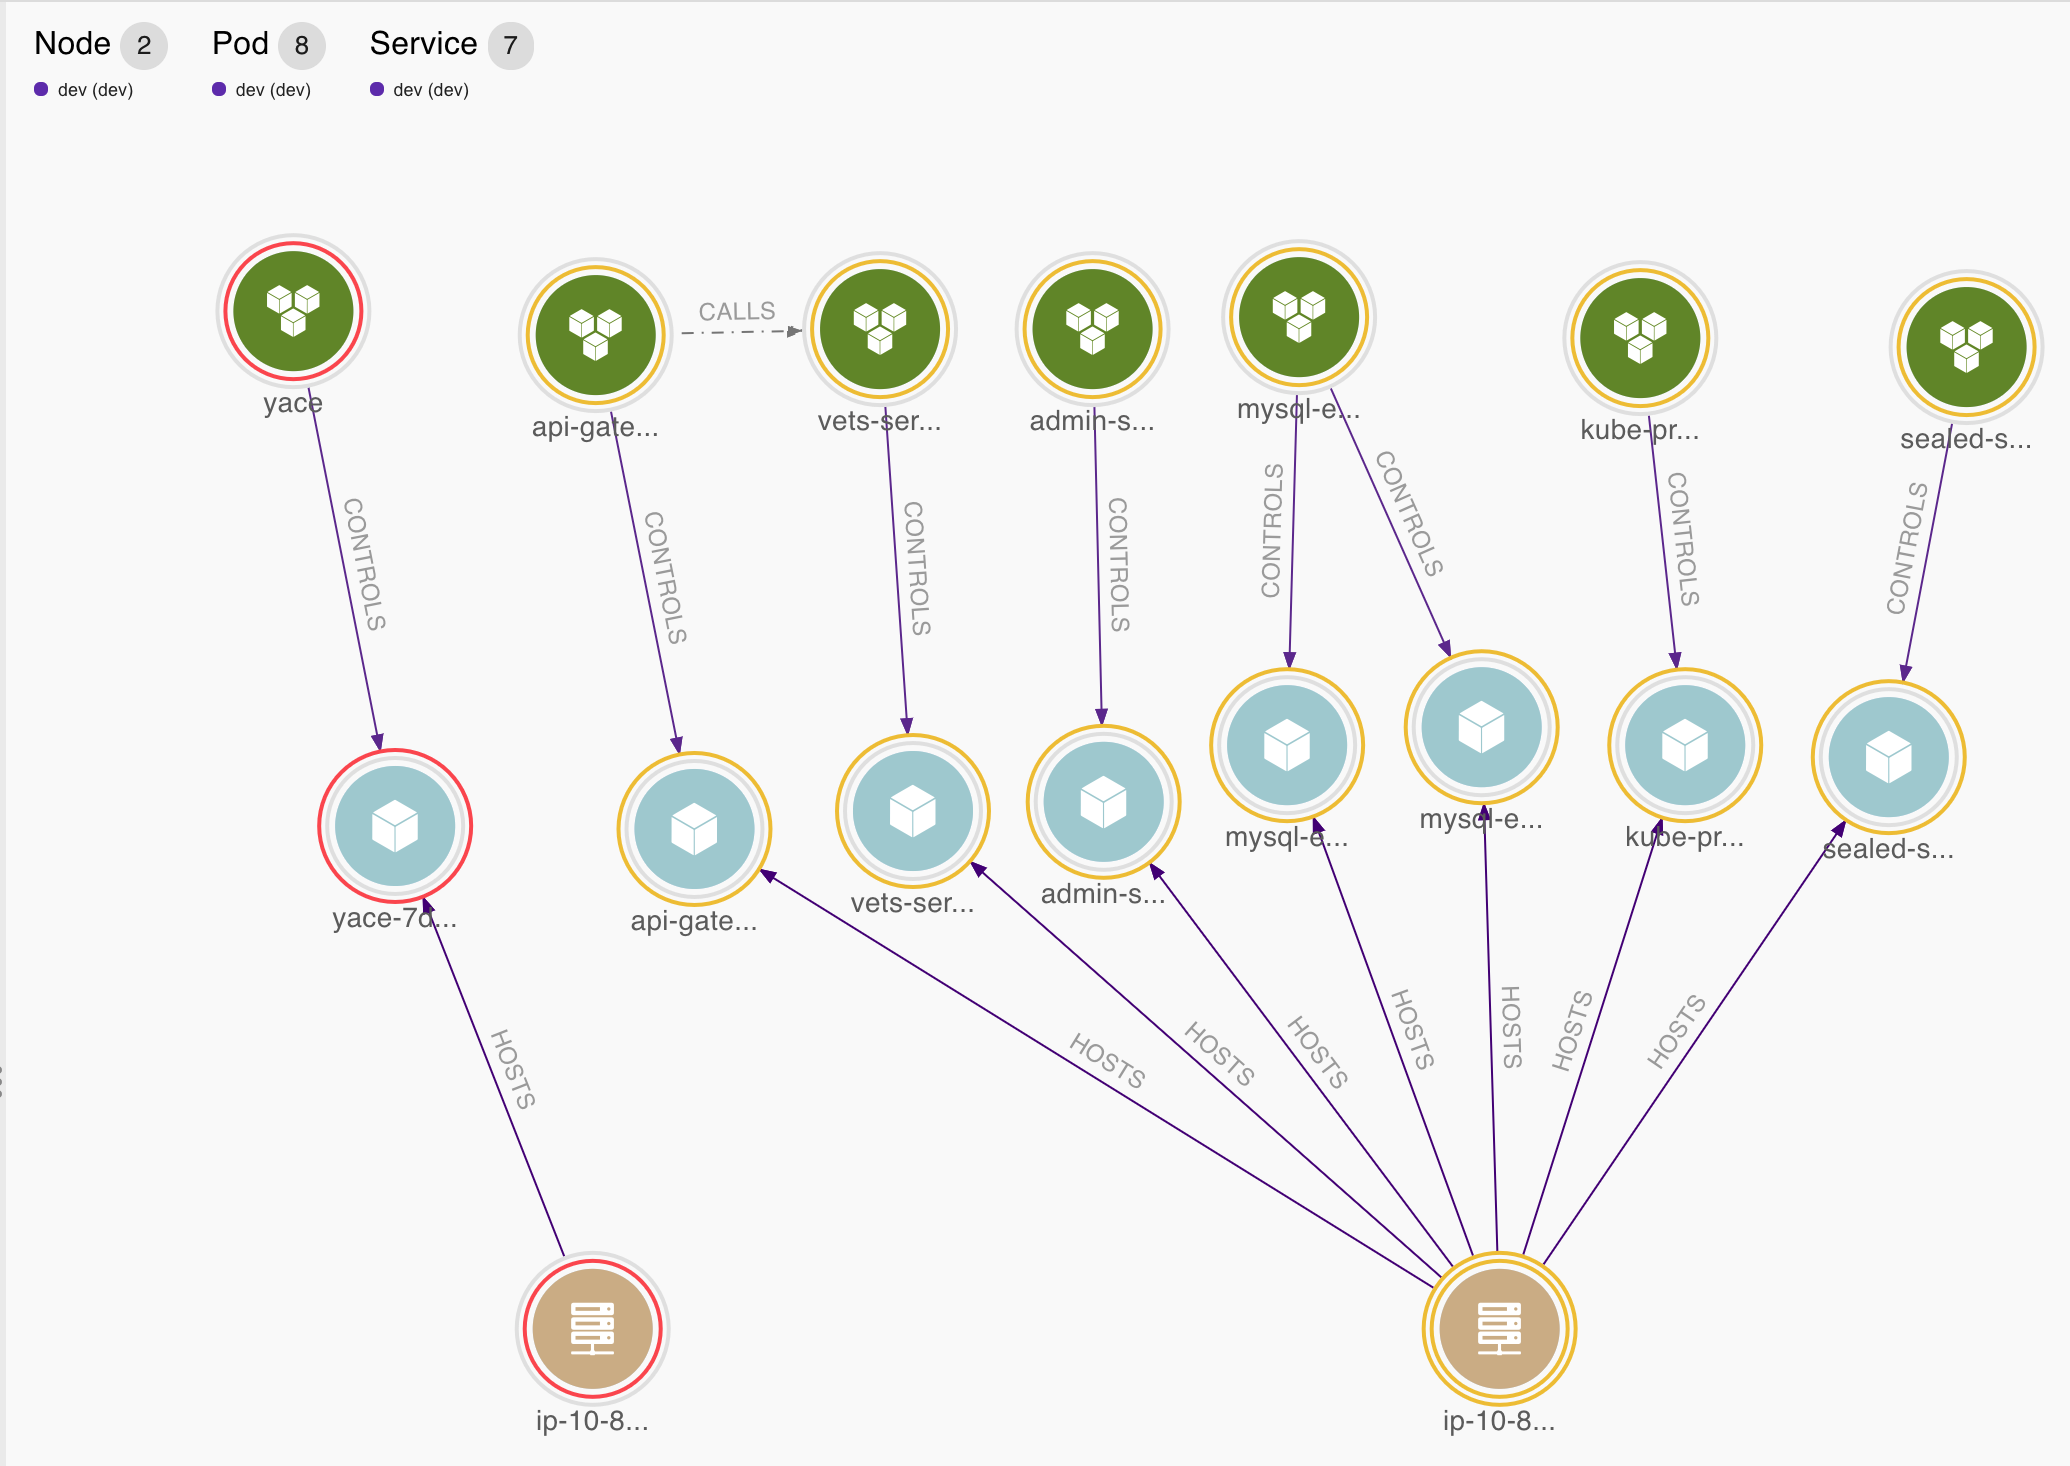 Node 2 Pod 8 Service 7
dev (dev) dev (dev) dev (dev)
CALLS
yace
api-gate...
vets-ser...
admin-s...
mysql-e...
kube-pr...
sealed-s...
CONTROLS
CONTROLS
CONTROLS
CONTROLS
CONTROLS
CONTROLS
CONTROLS
CONTROLS
yace-7d...
api-gate...
vets-ser...
admin-s...
mysql-e...
mysql-e...
kube-pr...
sealed-s...
HOSTS
HOSTS
HOSTS
HOSTS
HOSTS
HOSTS
HOSTS
HOSTS
ip-10-8...
ip-10-8...